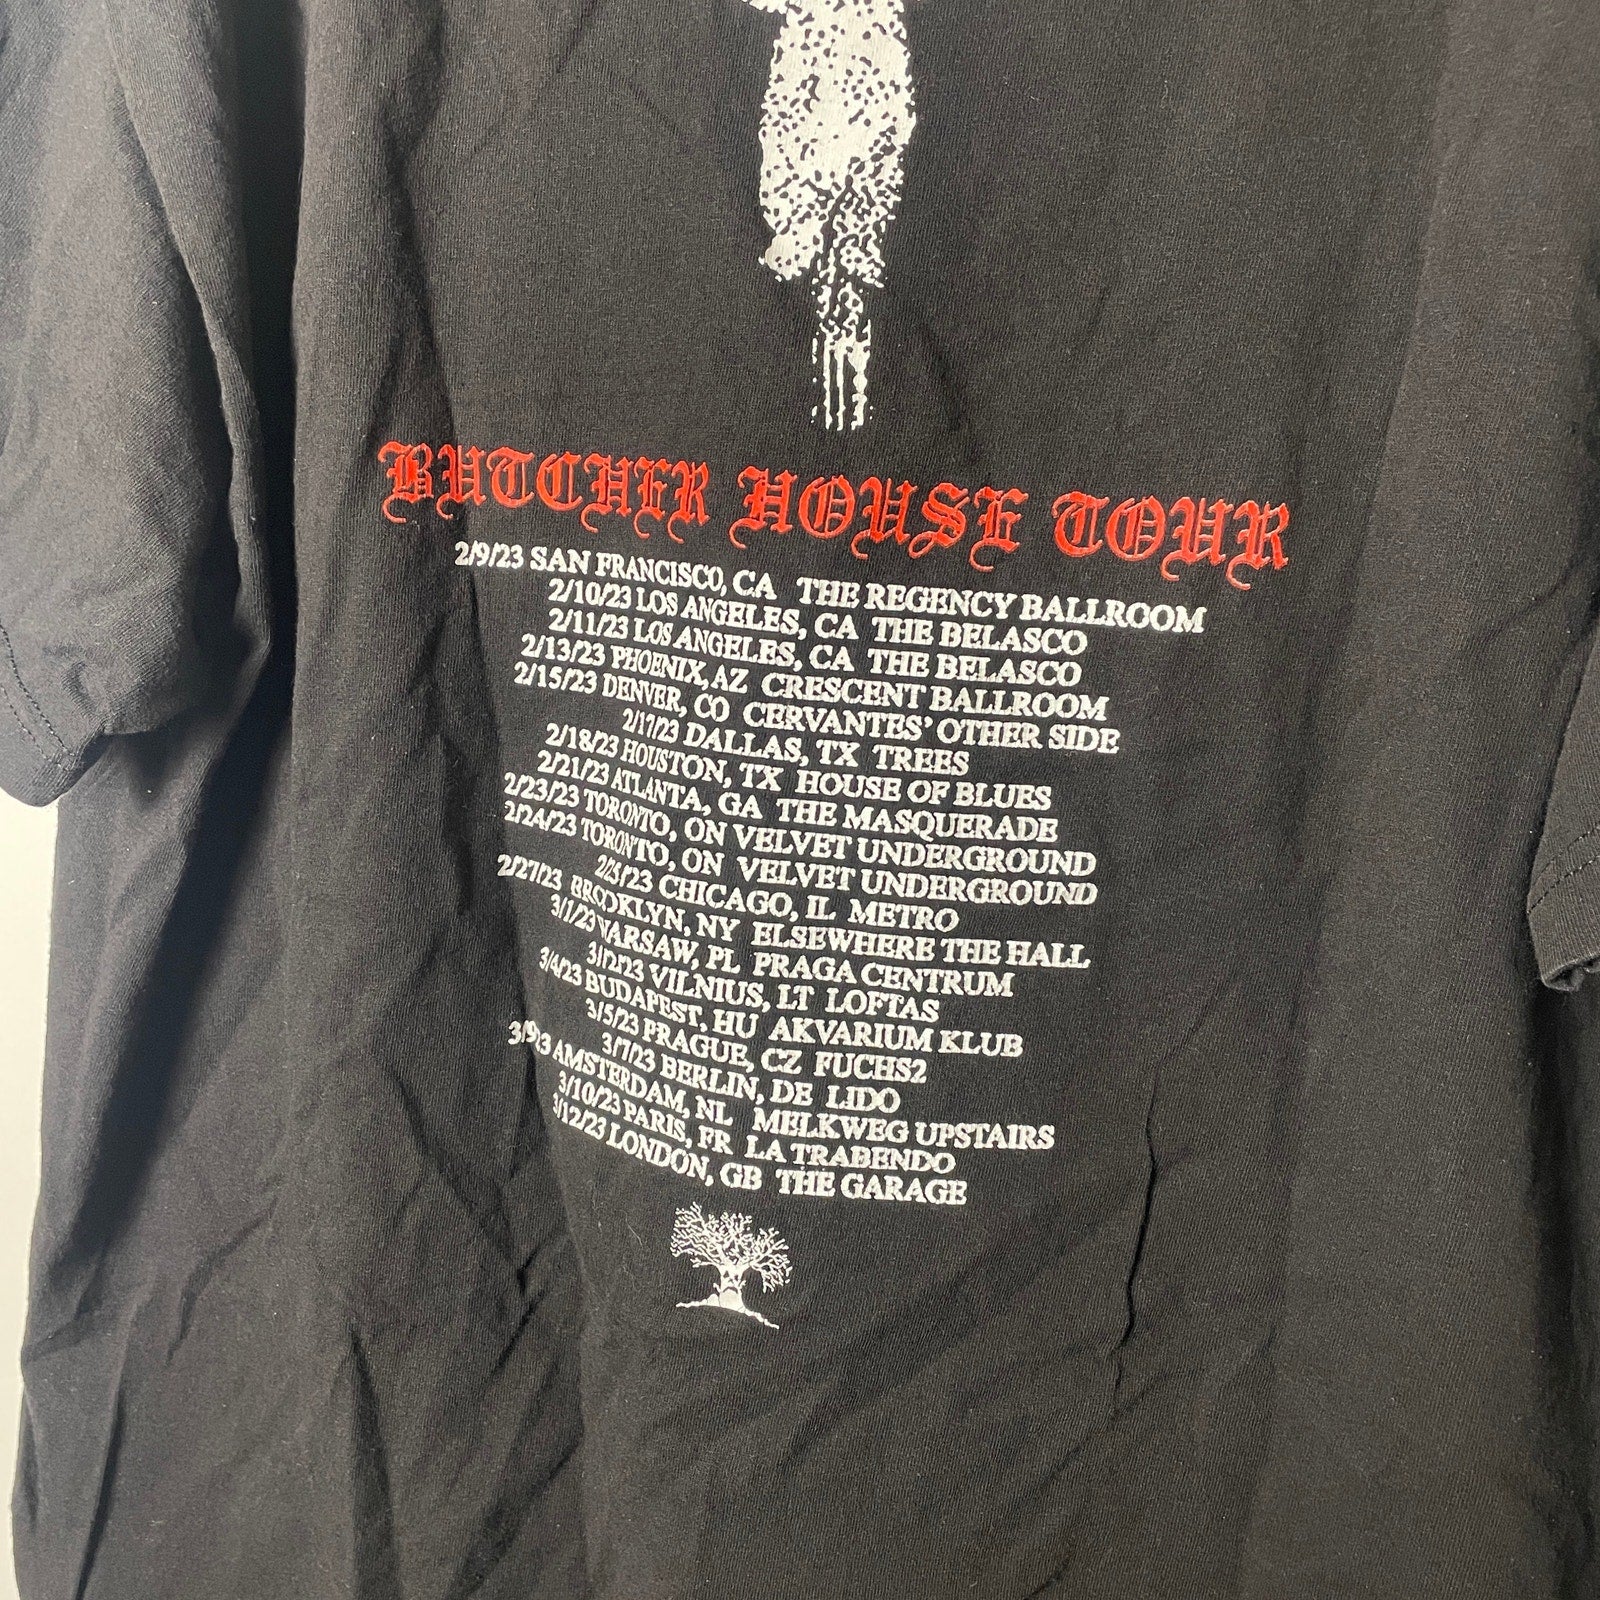 BUTCHER HOUSE TOUR
2/9/23 SAN FRANCISCO, CA THE REGENCY BALLROOM
2/10/23 LOS ANGELES, CA THE BELASCO
2/11/23 LOS ANGELES, CA THE BELASCO
2/13/23 PHOENIX, AZ CRESCENT BALLROOM
2/15/23 DENVER, CO CERVANTES' OTHER SIDE
2/17/23 DALLAS, TX TREES
2/18/23 HOUSTON, TX HOUSE OF BLUES
2/21/23 ATLANTA, GA THE MASQUERADE
2/23/23 TORONTO, ON VELVET UNDERGROUND
2/24/23 TORONTO, ON VELVET UNDERGROUND
2/25/23 CHICAGO, IL METRO
2/27/23 BROOKLYN, NY ELSEWHERE THE HALL
3/1/23 WARSAW, PL PRAGA CENTRUM
3/2/23 VILNIUS, LT LOFTAS
3/4/23 BUDAPEST, HU AKVARIUM KLUB
3/5/23 PRAGUE, CZ FUCHS2
3/7/23 BERLIN, DE LIDO
3/9/23 AMSTERDAM, NL MELKWEG UPSTAIRS
3/10/23 PARIS, FR LA TRABENDO
3/12/23 LONDON, GB THE GARAGE